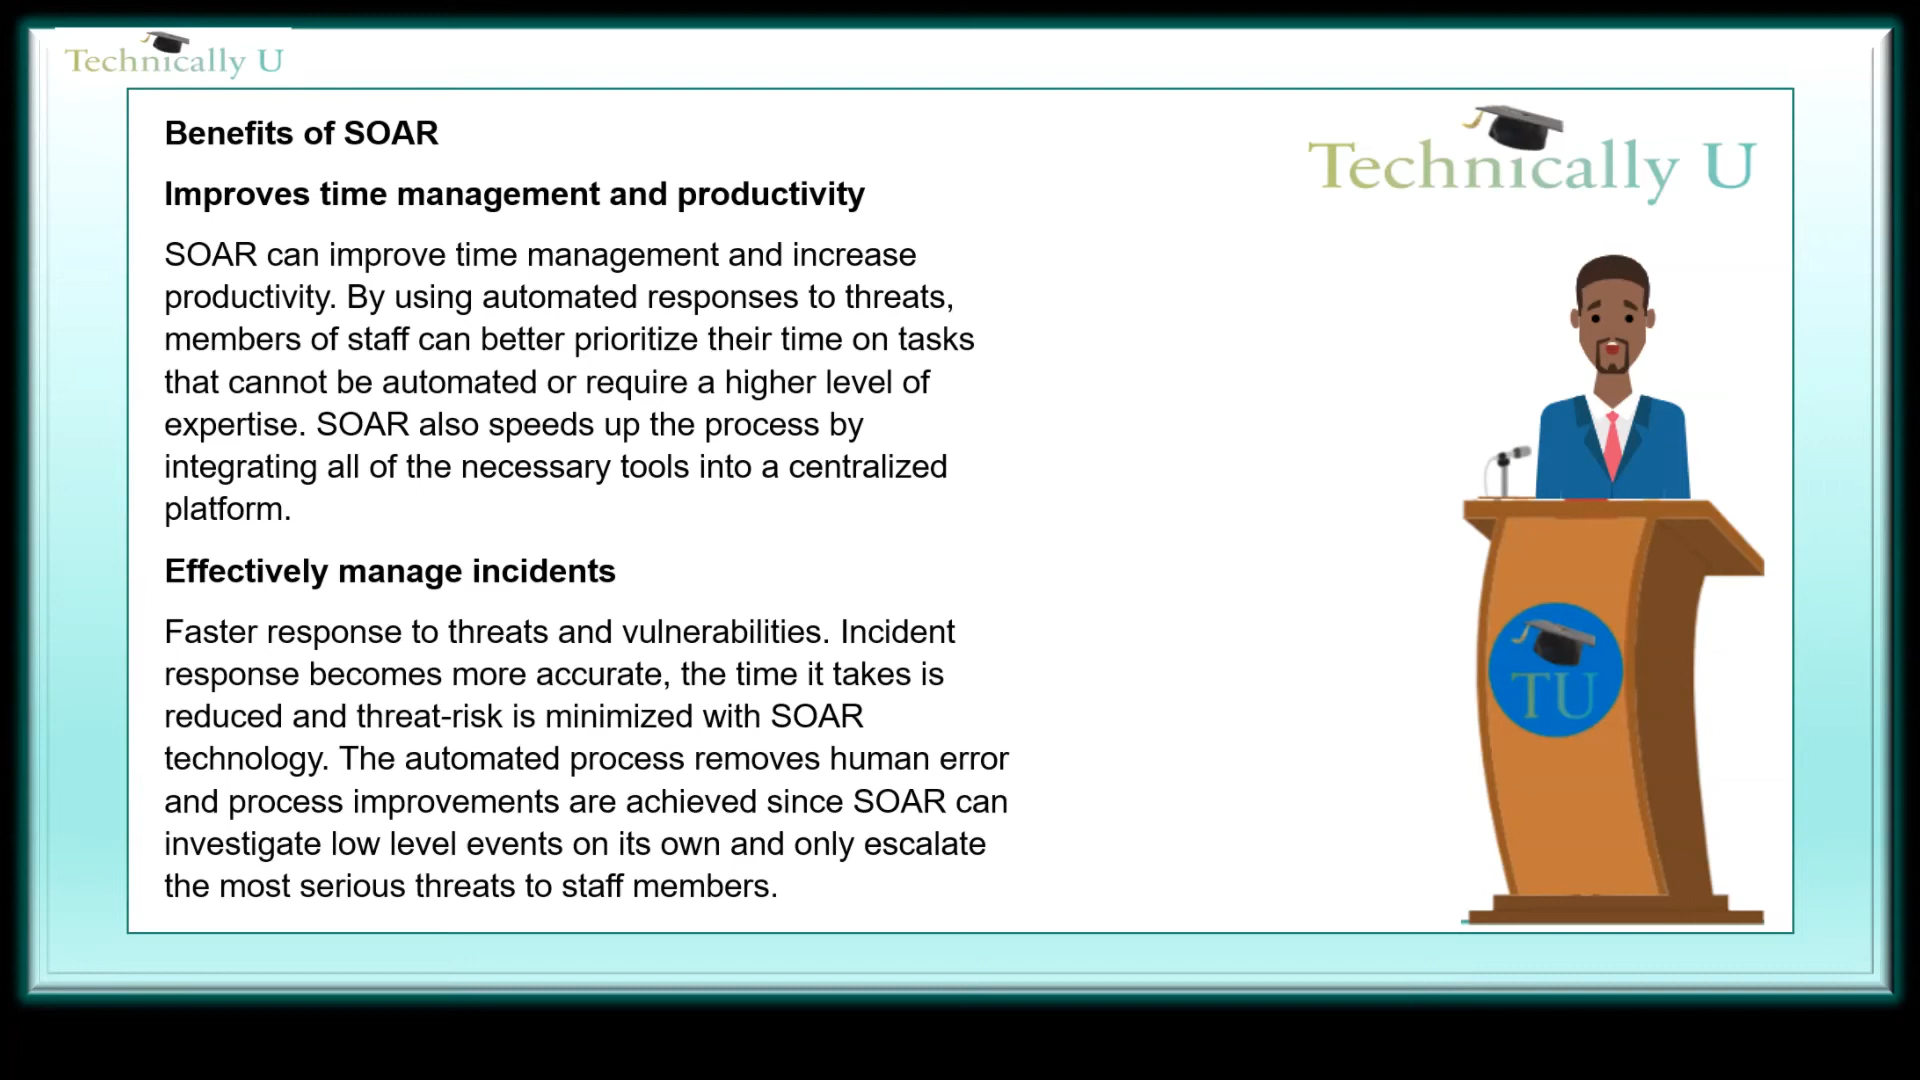 Technically U
Benefits of SOAR
Technically U
Improves time management and productivity
SOAR can improve time management and increase
productivity. By using automated responses to threats,
members of staff can better prioritize their time on tasks
that cannot be automated or require a higher level of
expertise. SOAR also speeds up the process by
integrating all of the necessary tools into a centralized
platform.
Effectively manage incidents
Faster response to threats and vulnerabilities. Incident
response becomes more accurate, the time it takes is
reduced and threat-risk is minimized with SOAR
technology. The automated process removes human error
and process improvements are achieved since SOAR can
investigate low level events on its own and only escalate
the most serious threats to staff members.
TU